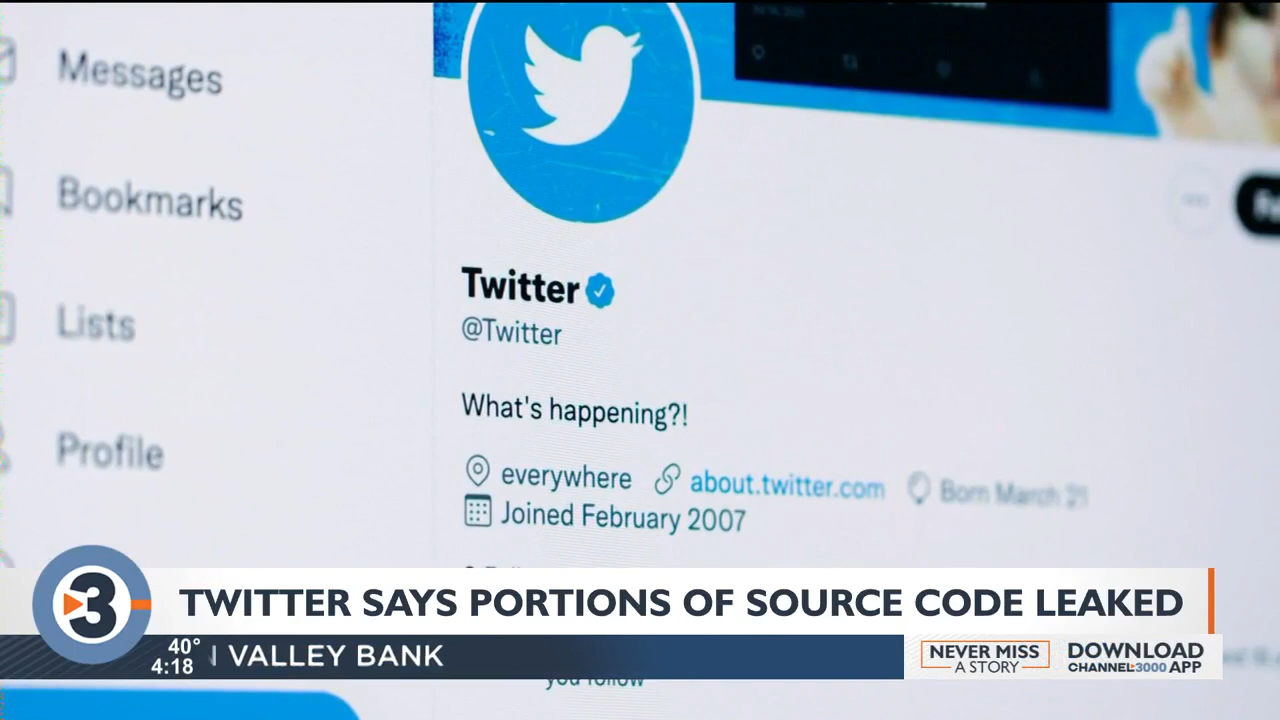 Messages
Bookmarks
Lists
Profile
Twitter
@Twitter
What's happening?!
everywhere about.twitter.com Born March 21
Joined February 2007
3
TWITTER SAYS PORTIONS OF SOURCE CODE LEAKED
40°
4:18
VALLEY BANK
NEVER MISS
A STORY
DOWNLOAD
CHANNEL3000 APP
you follow